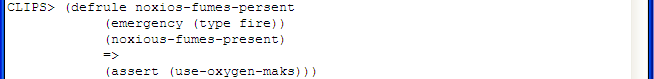 CLIPS> (defrule noxios-fumes-persent
(emergency (type fire))
(noxious-fumes-present)
=>
(assert (use-oxygen-maks)))